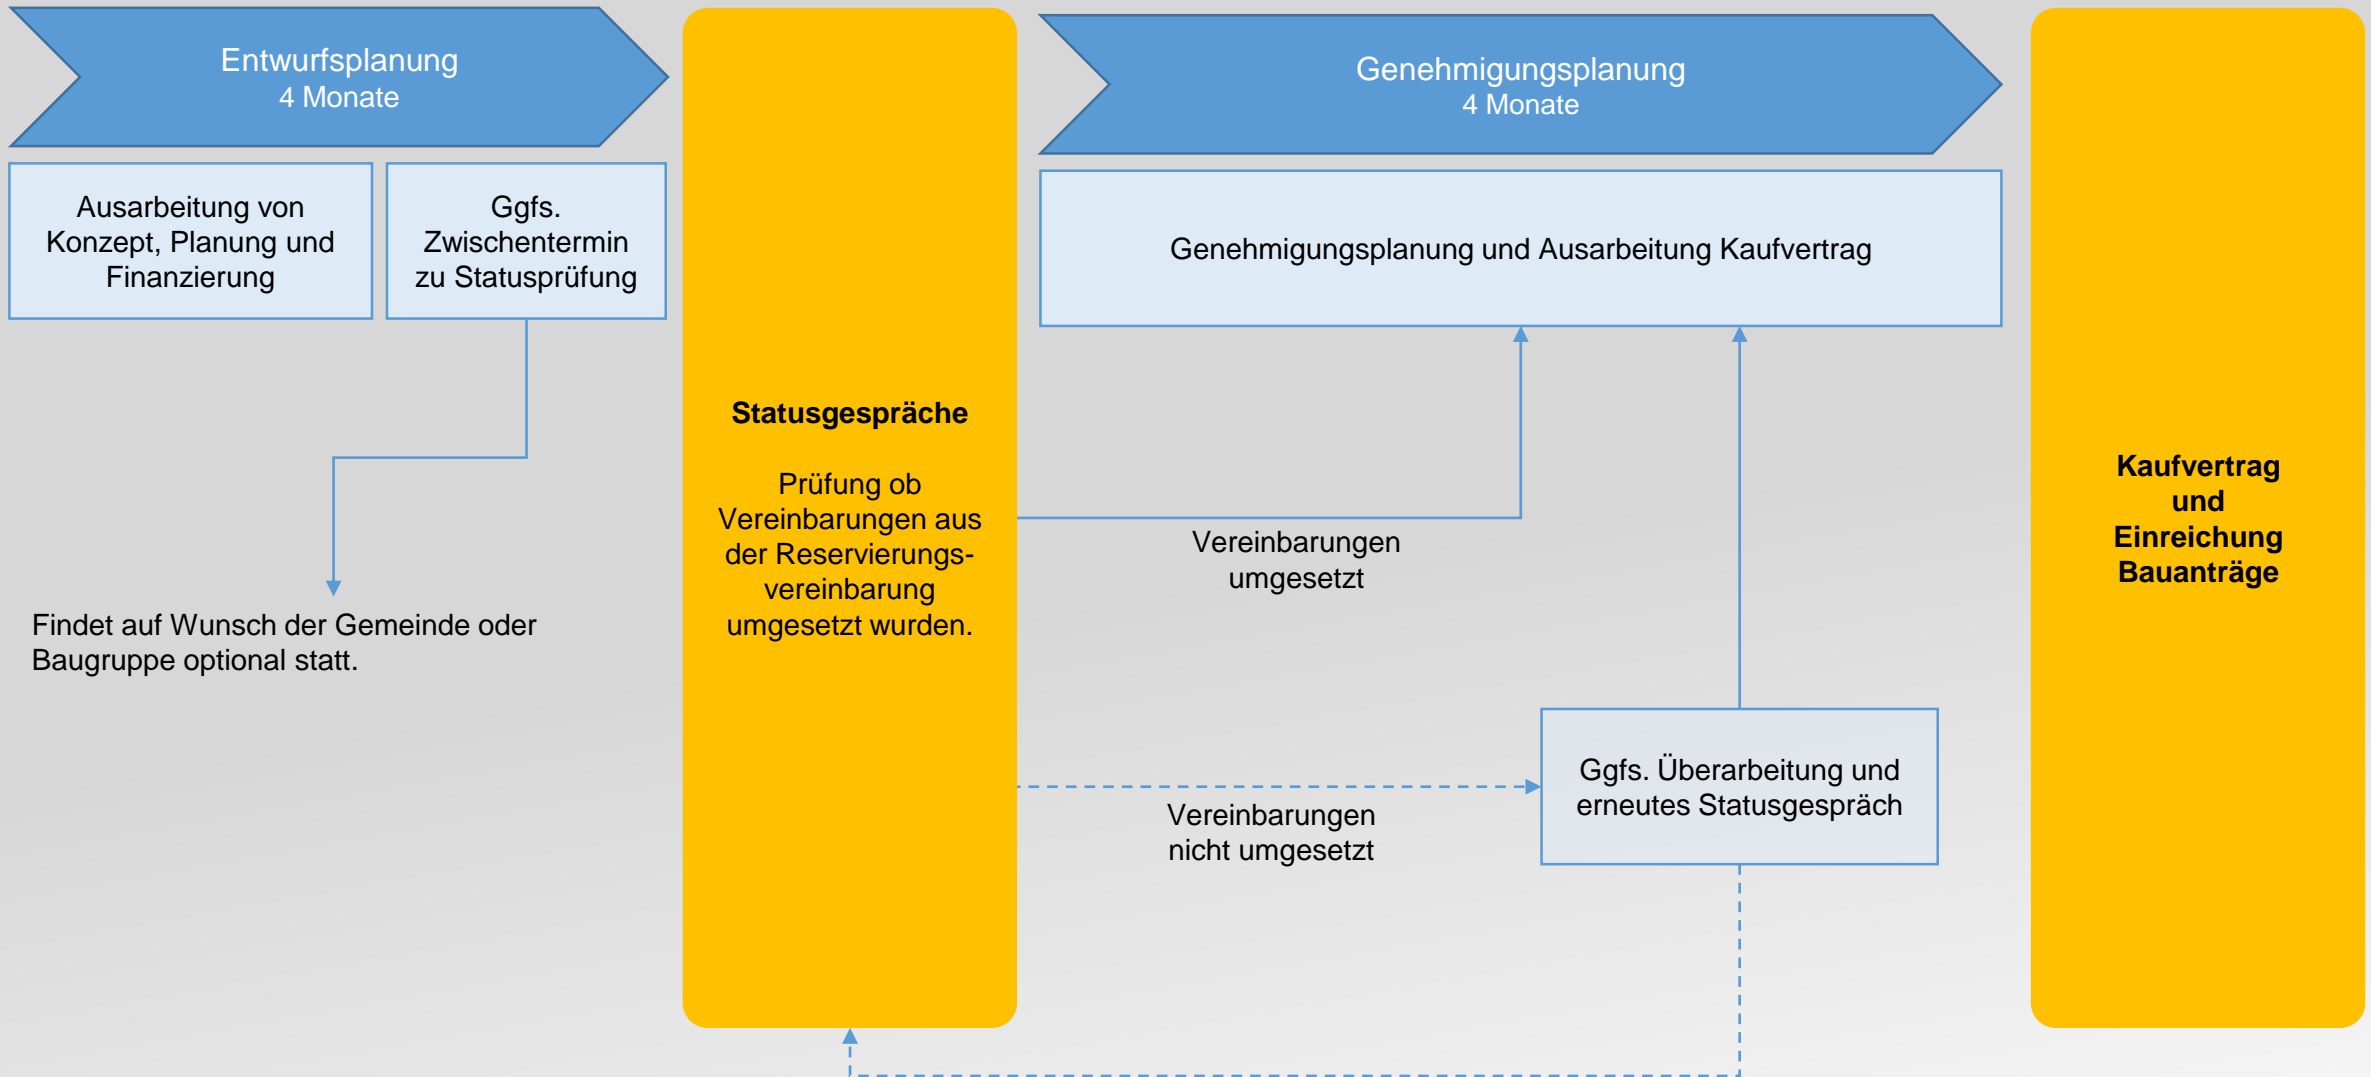 Entwurfsplanung
4 Monate
Ausarbeitung von
Konzept, Planung und
Finanzierung
Ggfs.
Zwischentermin
zu Statusprüfung
Findet auf Wunsch der Gemeinde oder
Baugruppe optional statt.
Statusgespräche
Prüfung ob
Vereinbarungen aus
der Reservierungs-
vereinbarung
umgesetzt wurden.
Genehmigungsplanung
4 Monate
Genehmigungsplanung und Ausarbeitung Kaufvertrag
Vereinbarungen
umgesetzt
Vereinbarungen
nicht umgesetzt
Ggfs. Überarbeitung und
erneutes Statusgespräch
Kaufvertrag
und
Einreichung
Bauanträge